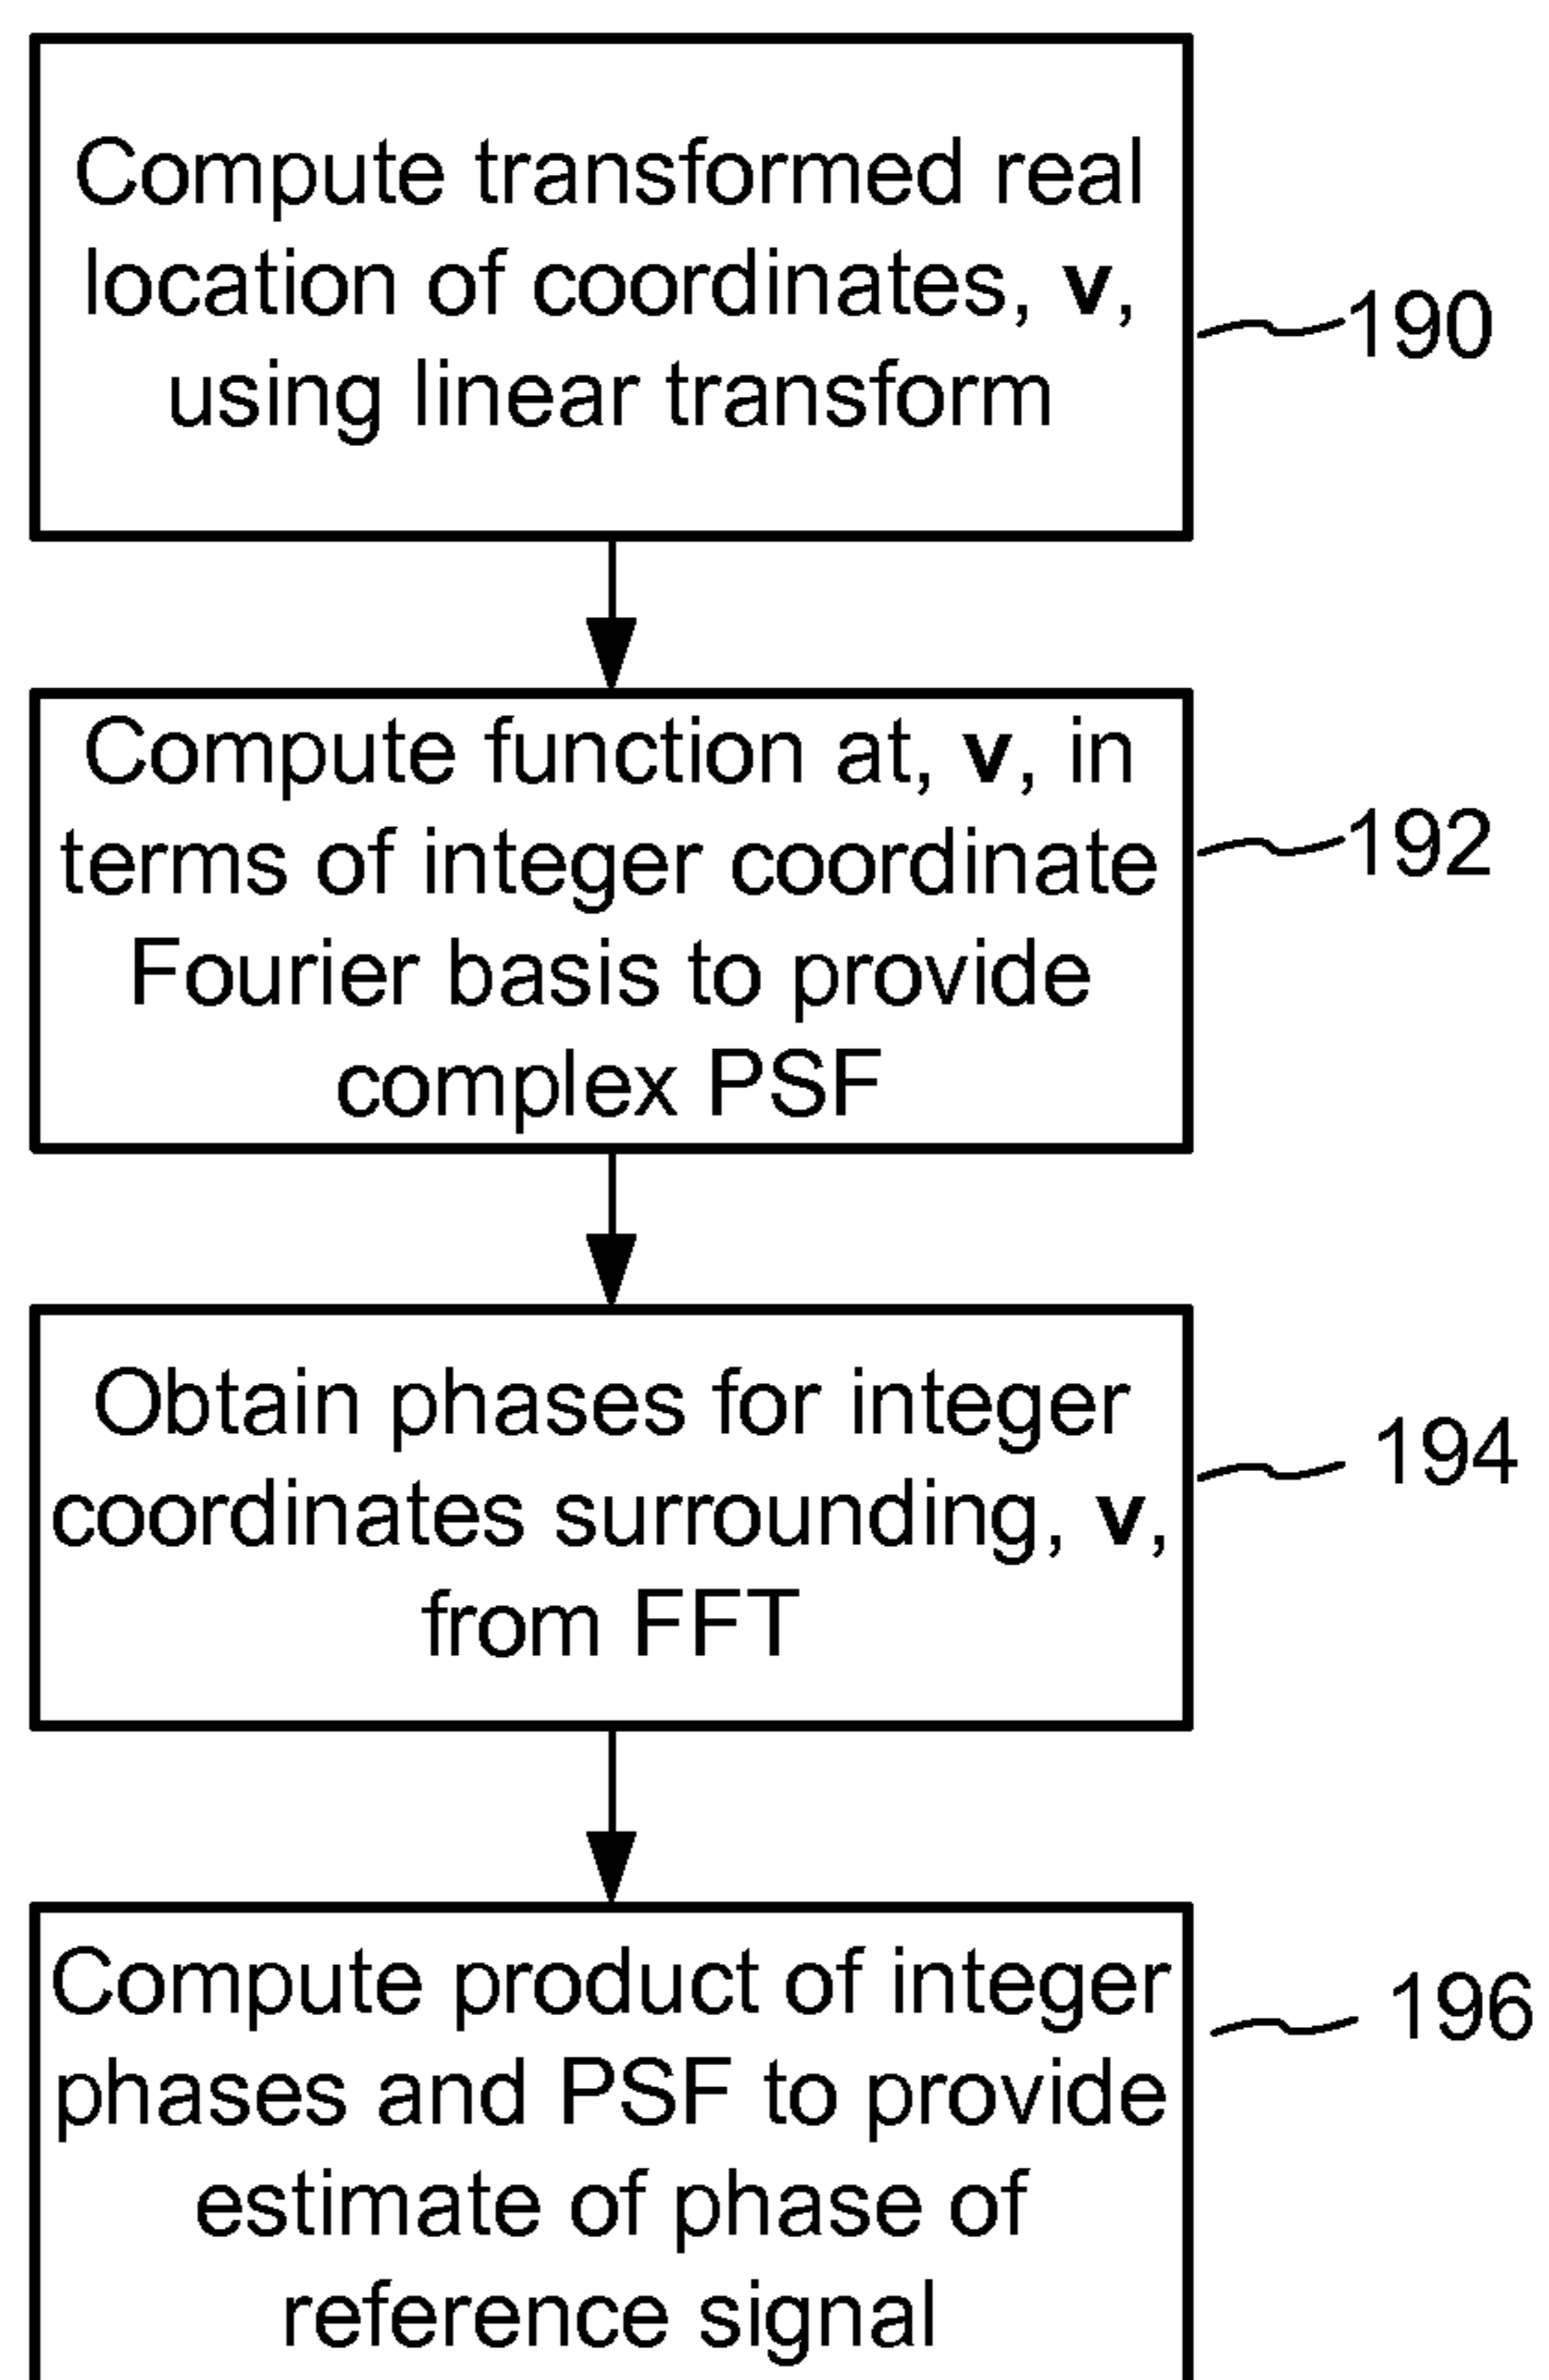 Compute transformed real
location of coordinates, v,
using linear transform
190
Compute function at, v, in
terms of integer coordinate
Fourier basis to provide
complex PSF
192
Obtain phases for integer
coordinates surrounding, v,
from FFT
194
Compute product of integer
phases and PSF to provide
estimate of phase of
reference signal
196